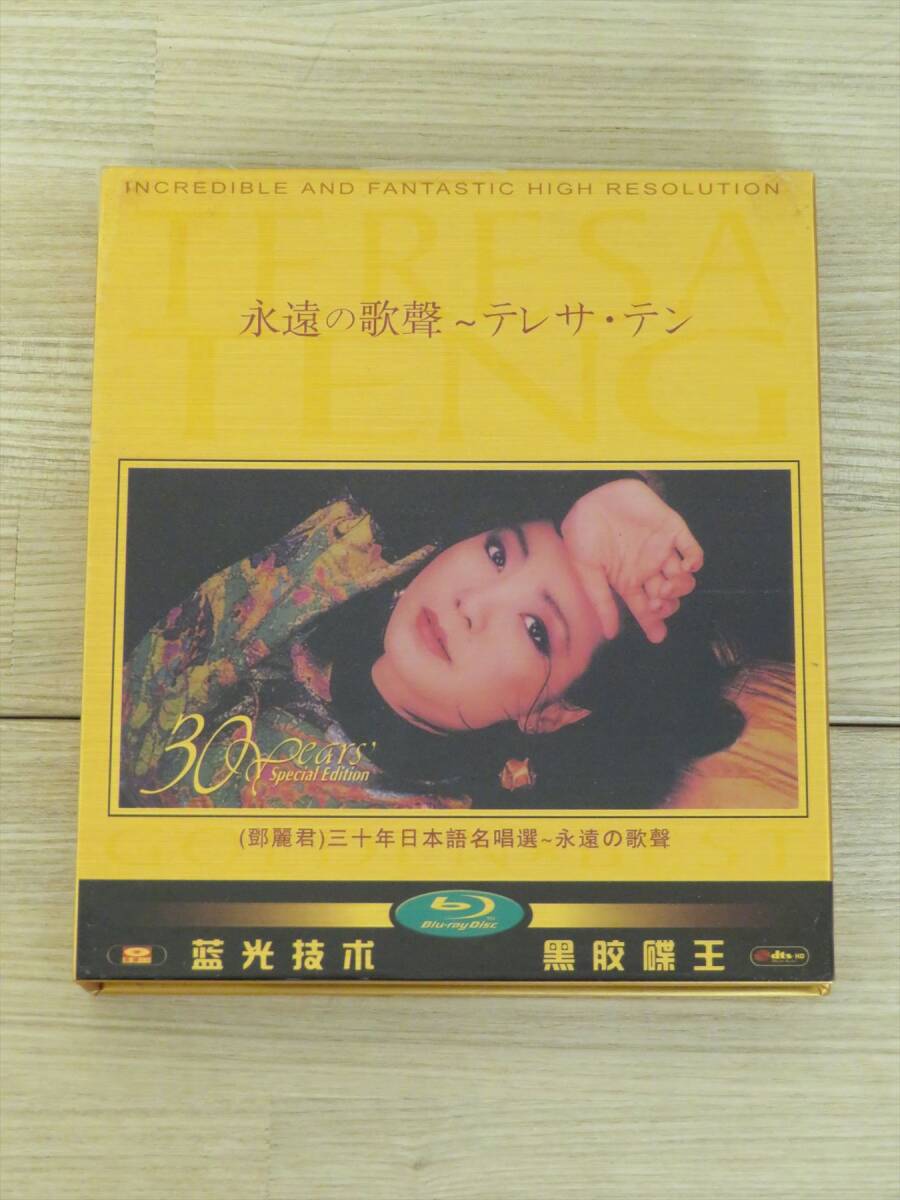 INCREDIBLE AND FANTASTIC HIGH RESOLUTION
TERESA
永遠の歌聲～テレサ・テン
TENG
30 Years'
Special Edition
(鄧麗君)三十年日本語名唱選~永遠の歌聲
Blu-ray Disc
蓝光技术
黑胶碟王
dts-HD